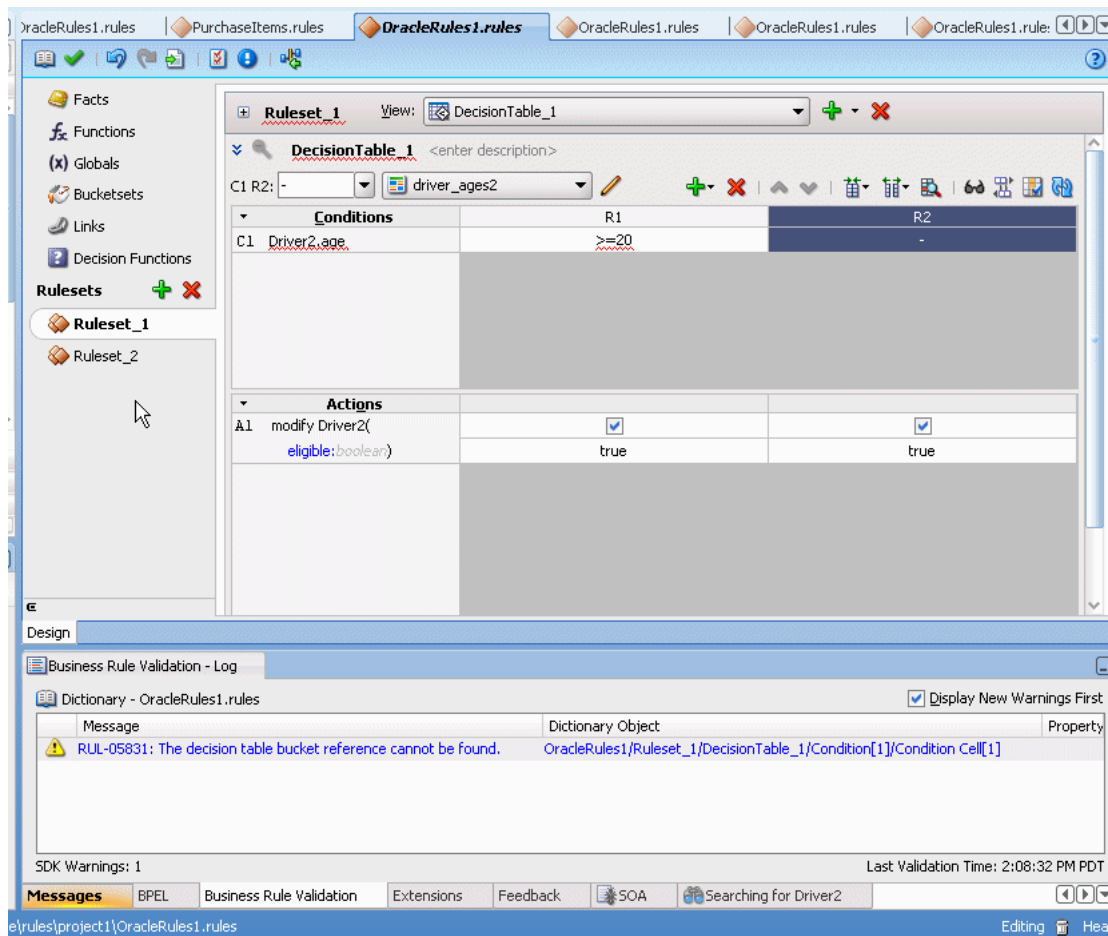 OracleRules1.rules PurchaseItems.rules OracleRules1.rules OracleRules1.rules OracleRules1.rules OracleRules1.rule:
Facts
Functions
(x) Globals
Bucketsets
Links
Decision Functions
Rulesets
Ruleset_1
Ruleset_2
Ruleset_1 View: DecisionTable_1
DecisionTable_1 <enter description>
C1 R2: - driver_ages2
Conditions R1 R2
C1 Driver2.age >=20 -
Actions
A1 modify Driver2(
eligible:boolean) true true
Design
Business Rule Validation - Log
Dictionary - OracleRules1.rules Display New Warnings First
Message Dictionary Object Property
RUL-05831: The decision table bucket reference cannot be found. OracleRules1/Ruleset_1/DecisionTable_1/Condition[1]/Condition Cell[1]
SDK Warnings: 1 Last Validation Time: 2:08:32 PM PDT
Messages BPEL Business Rule Validation Extensions Feedback SOA Searching for Driver2
e\rules\project1\OracleRules1.rules Editing Hea